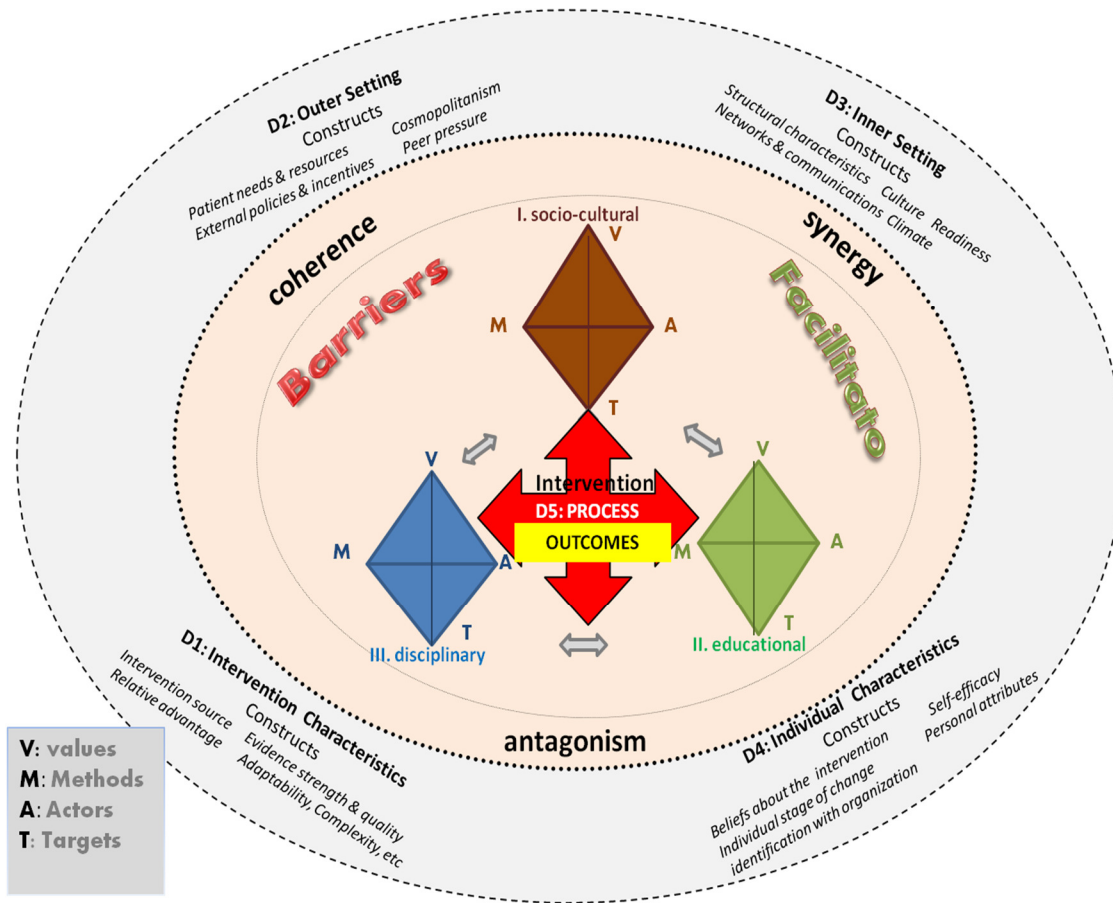 D2: Outer Setting
Constructs
Cosmopolitanism
Patient needs & resources
Peer pressure
External policies & incentives
D3: Inner Setting
Structural characteristics
Constructs
Networks & communications
Culture
Readiness
Climate
coherence
synergy
Barriers
Facilitato
I. socio-cultural
V
M
A
T
V
M
A
T
III. disciplinary
Intervention
D5: PROCESS
OUTCOMES
V
M
A
T
II. educational
antagonism
D1: Intervention Characteristics
Intervention source
Constructs
Relative advantage
Evidence strength & quality
Adaptability, Complexity, etc
D4: Individual Characteristics
Constructs
Self-efficacy
Personal attributes
Beliefs about the intervention
Individual stage of change
identification with organization
V: values
M: Methods
A: Actors
T: Targets